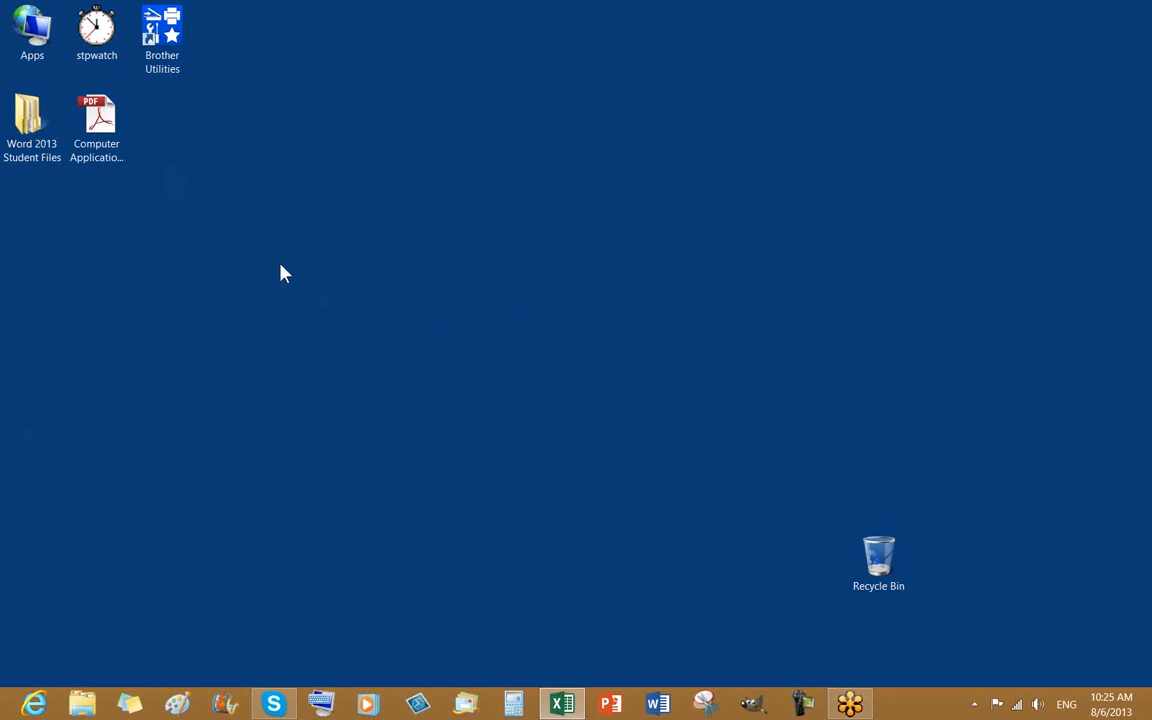 Apps
stpwatch
Brother
Utilities
PDF
Word 2013
Student Files
Computer
Applicatio...
Recycle Bin
ENG
10:25 AM
8/6/2013